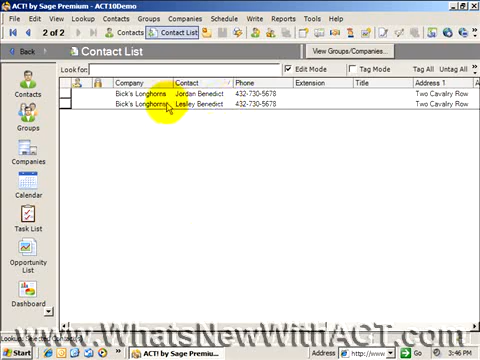 ACT! by Sage Premium - ACT10Demo
File Edit View Lookup Contacts Groups Companies Schedule Write Reports Tools Help
2 of 2 Contacts Contact List
Back Contact List View Groups/Companies...
Look for: Edit Mode Tag Mode Tag All Untag All
Company Contact Phone Extension Title Address 1
Bick's Longhorns Jordan Benedict 432-730-5678 Two Cavalry Row
Bick's Longhorns Lesley Benedict 432-730-5678 Two Cavalry Row
Contacts
Groups
Companies
Calendar
Task List
Opportunity
List
Dashboard
www.WhatsNewWithACT.com
Start ACT! by Sage Premiu... Address http://www Go 3:46 PM